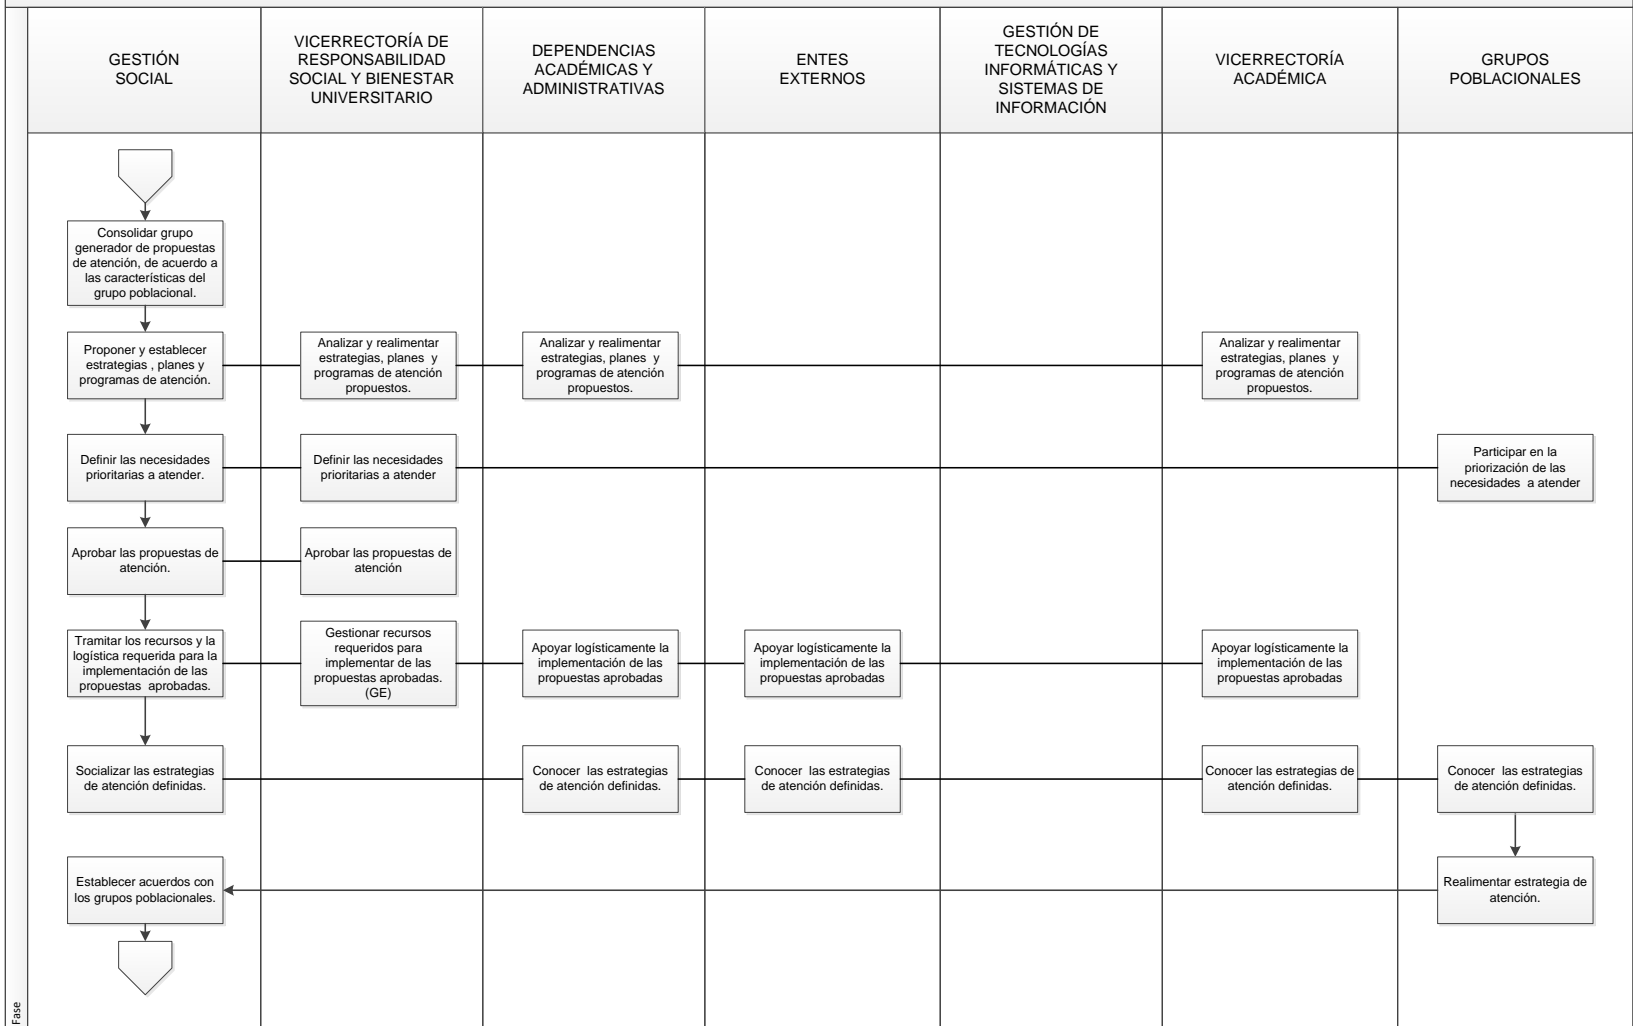 GESTIÓN
SOCIAL
VICERRECTORÍA DE
RESPONSABILIDAD
SOCIAL Y BIENESTAR
UNIVERSITARIO
DEPENDENCIAS
ACADÉMICAS Y
ADMINISTRATIVAS
ENTES
EXTERNOS
GESTIÓN DE
TECNOLOGÍAS
INFORMÁTICAS Y
SISTEMAS DE
INFORMACIÓN
VICERRECTORÍA
ACADÉMICA
GRUPOS
POBLACIONALES
Consolidar grupo
generador de propuestas
de atención, de acuerdo a
las características del
grupo poblacional.
Proponer y establecer
estrategias , planes y
programas de atención.
Analizar y realimentar
estrategias, planes  y
programas de atención
propuestos.
Analizar y realimentar
estrategias, planes  y
programas de atención
propuestos.
Analizar y realimentar
estrategias, planes  y
programas de atención
propuestos.
Definir las necesidades
prioritarias a atender.
Definir las necesidades
prioritarias a atender
Participar en la
priorización de las
necesidades  a atender
Aprobar las propuestas de
atención.
Aprobar las propuestas de
atención
Tramitar los recursos y la
logística requerida para la
implementación de las
propuestas  aprobadas.
Gestionar recursos
requeridos para
implementar de las
propuestas aprobadas.
(GE)
Apoyar logísticamente la
implementación de las
propuestas aprobadas
Apoyar logísticamente la
implementación de las
propuestas aprobadas
Apoyar logísticamente la
implementación de las
propuestas aprobadas
Socializar las estrategias
de atención definidas.
Conocer  las estrategias
de atención definidas.
Conocer  las estrategias
de atención definidas.
Conocer las estrategias de
atención definidas.
Conocer  las estrategias
de atención definidas.
Establecer acuerdos con
los grupos poblacionales.
Realimentar estrategia de
atención.
Fase